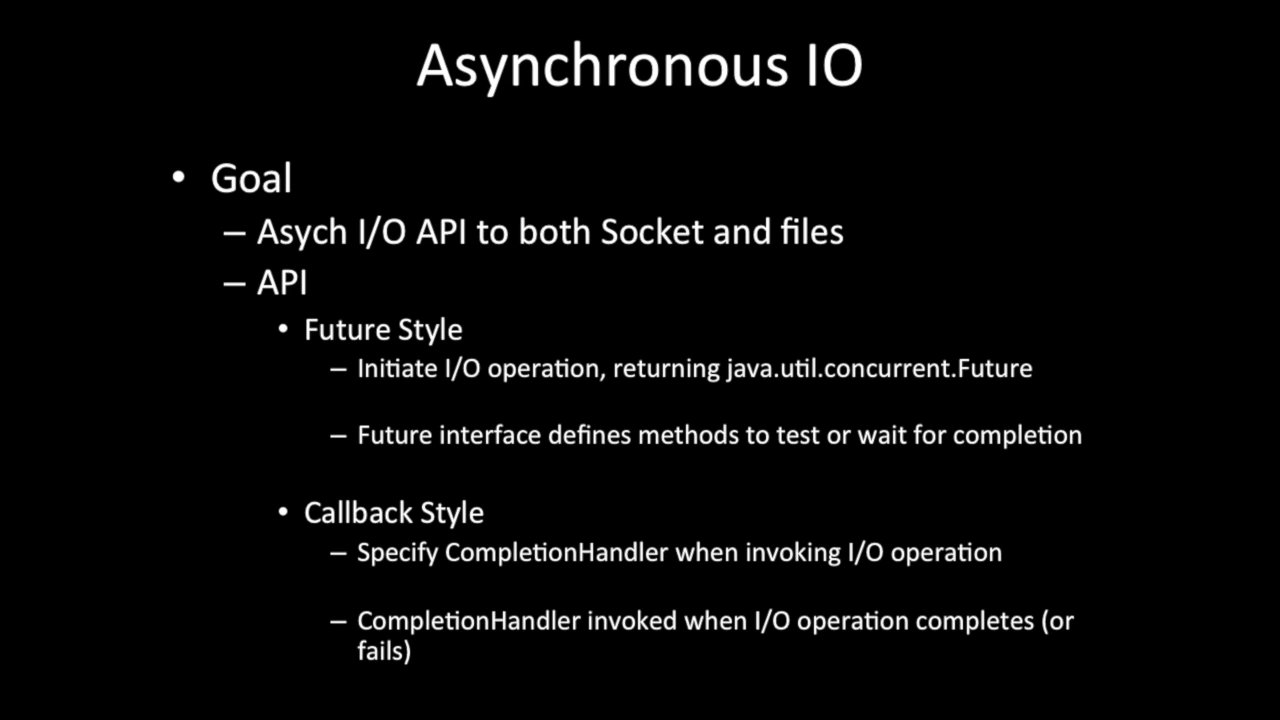 Asynchronous IO
• Goal
– Asych I/O API to both Socket and files
– API
• Future Style
– Initiate I/O operation, returning java.util.concurrent.Future
– Future interface defines methods to test or wait for completion
• Callback Style
– Specify CompletionHandler when invoking I/O operation
– CompletionHandler invoked when I/O operation completes (or
fails)